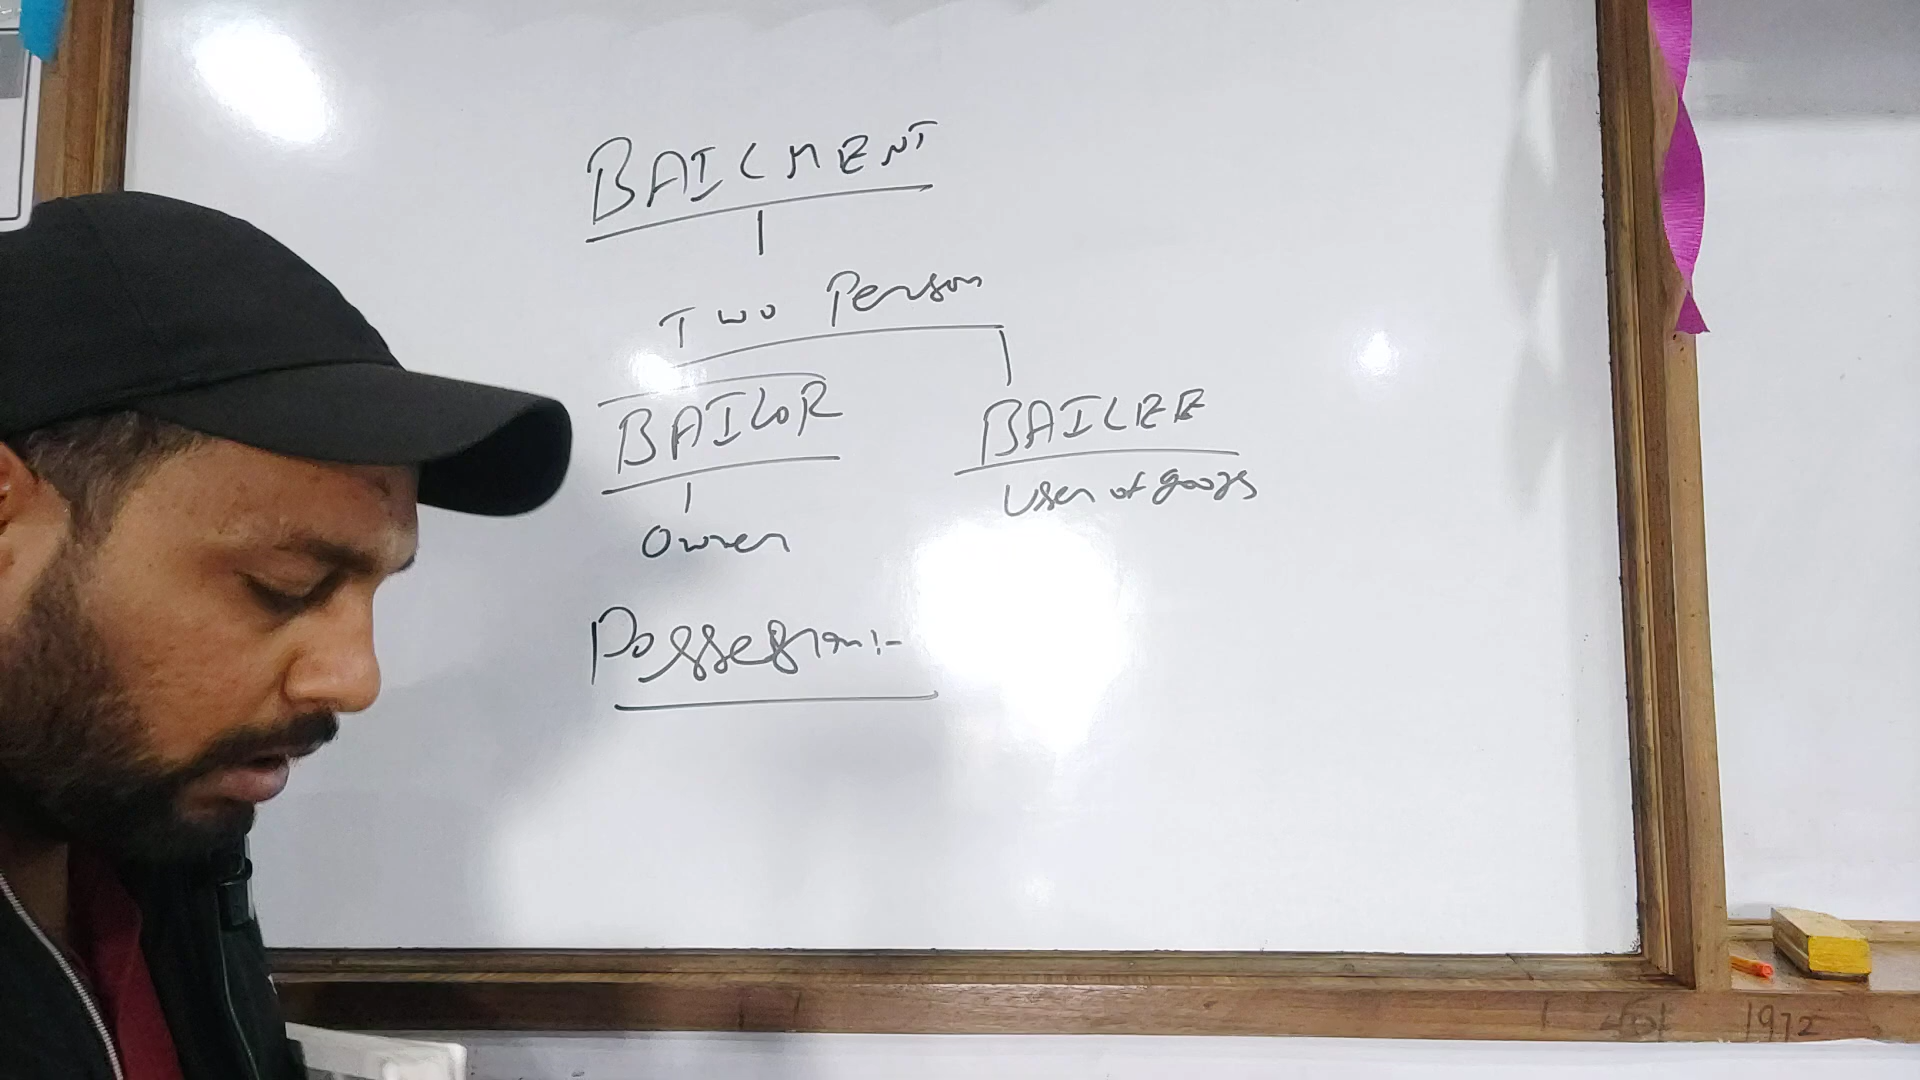 BAILMENT
Two Person
BAILOR BAILEE
User of goods
Owner
Possession:-
1972